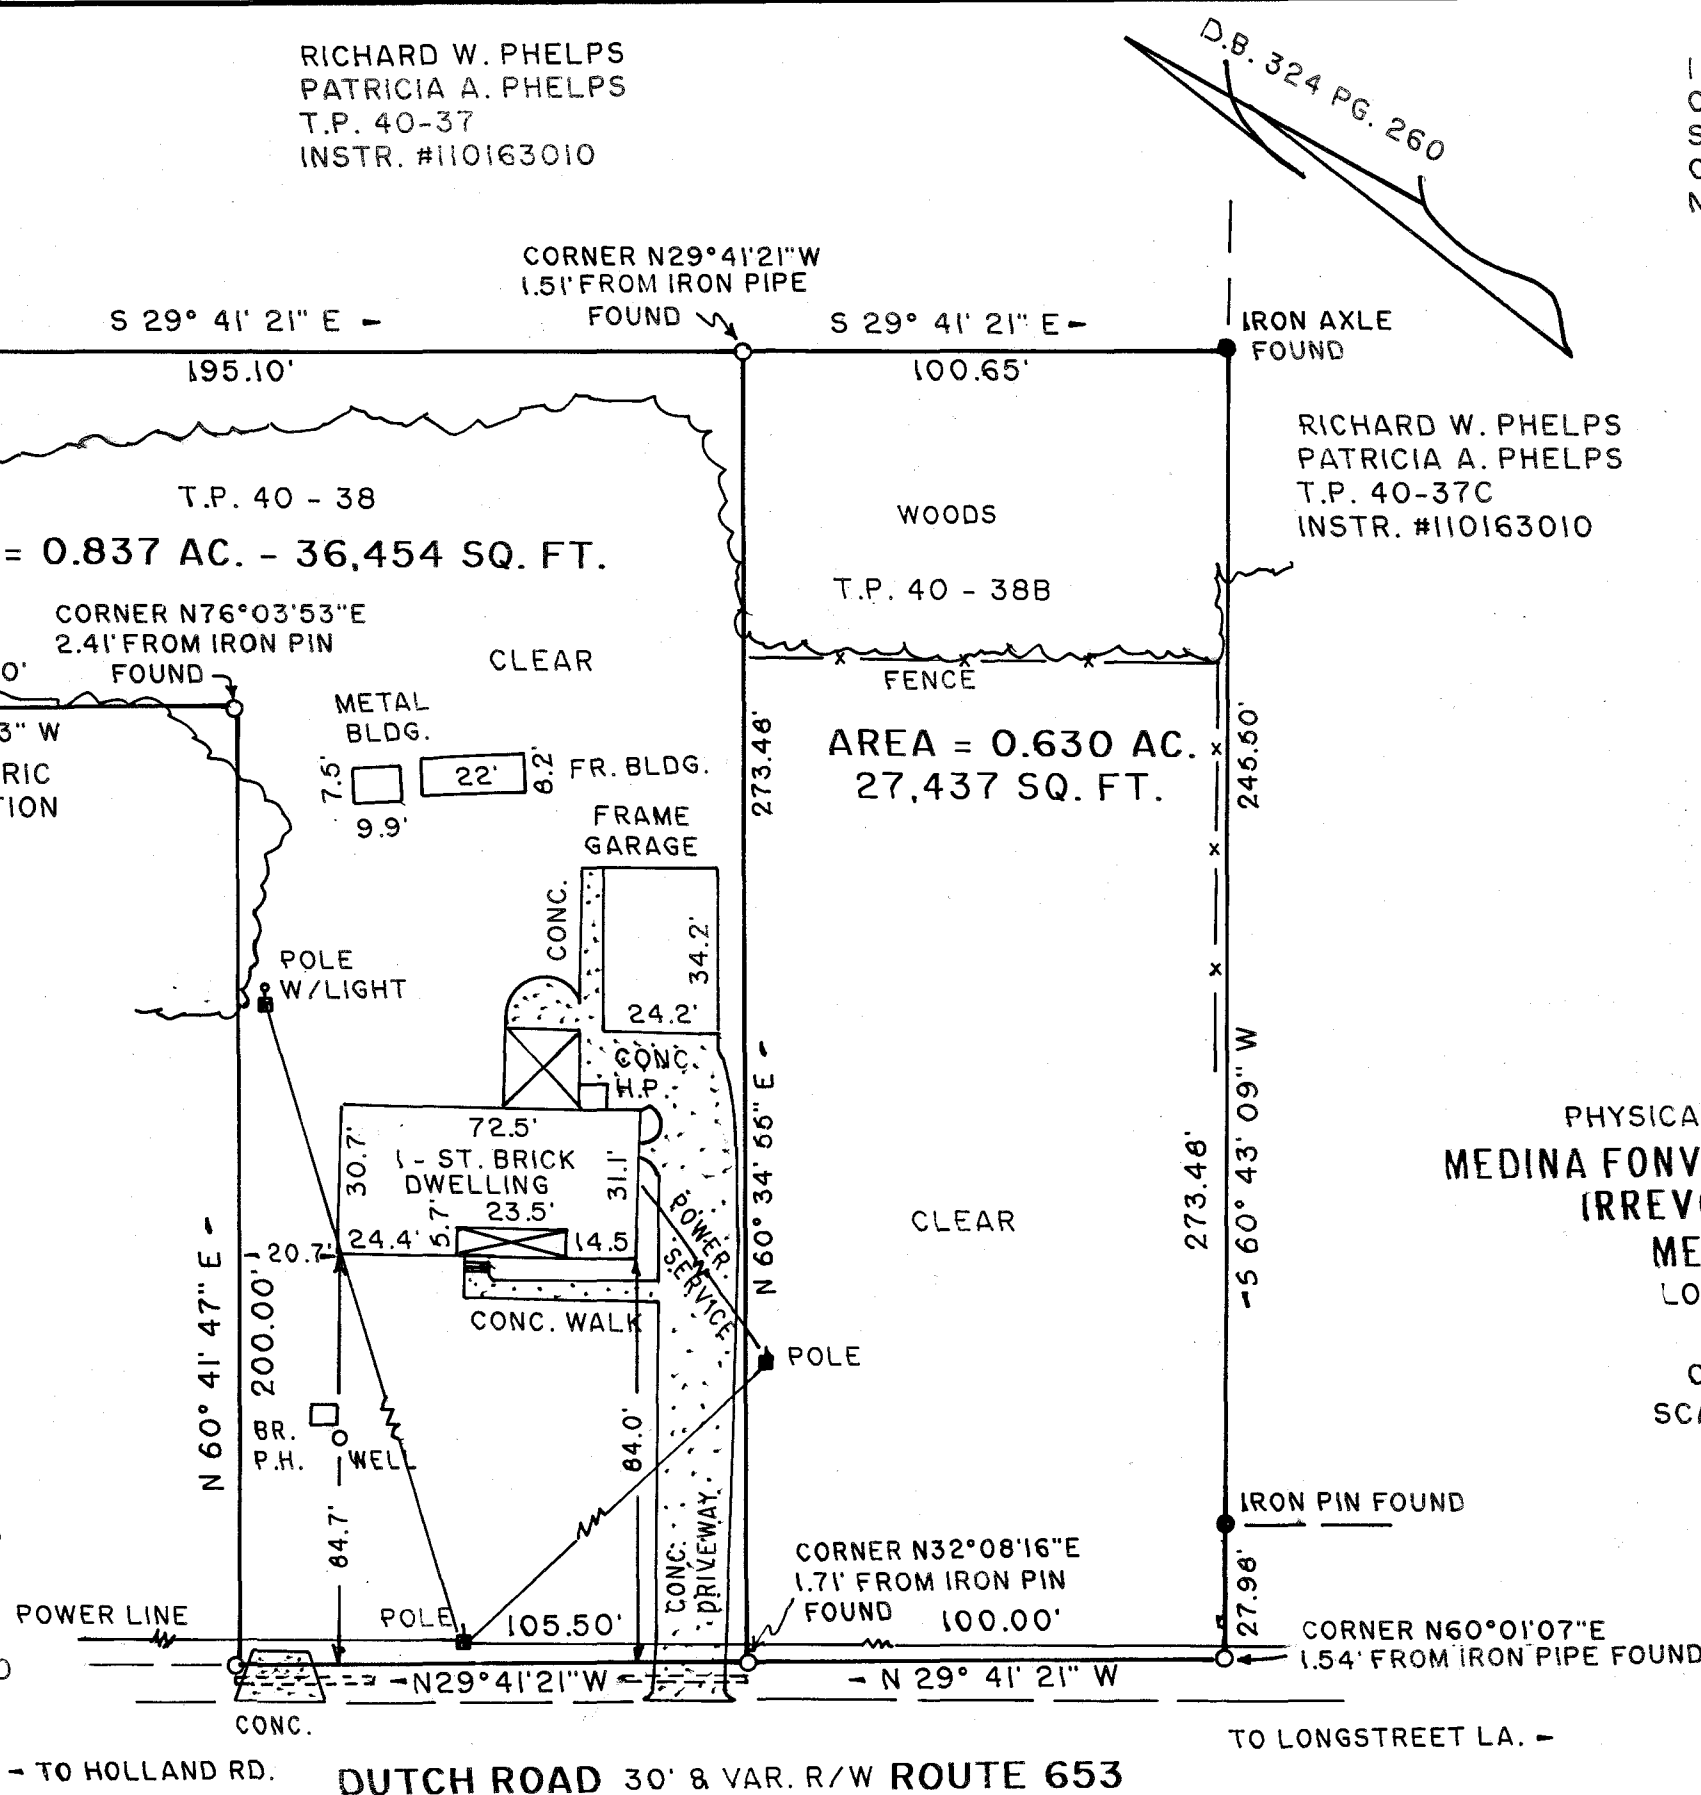 RICHARD W. PHELPS
PATRICIA A. PHELPS
T.P. 40-37
INSTR. #110163010
D.B. 324 PG. 260
CORNER N29°41'21"W
1.51' FROM IRON PIPE
FOUND
S 29° 41' 21" E
195.10'
S 29° 41' 21" E
100.65'
IRON AXLE
FOUND
RICHARD W. PHELPS
PATRICIA A. PHELPS
T.P. 40-37C
INSTR. #110163010
T.P. 40 - 38
= 0.837 AC. - 36,454 SQ. FT.
WOODS
T.P. 40 - 38B
CORNER N76°03'53"E
2.41' FROM IRON PIN
FOUND
0'
3" W
RIC
TION
CLEAR
FENCE
METAL
BLDG.
7.5'
9.9'
22'
8.2'
FR. BLDG.
FRAME
GARAGE
273.48'
AREA = 0.630 AC.
27,437 SQ. FT.
245.50'
CONC.
34.2'
24.2'
POLE
W/LIGHT
CONC.
H.P.
72.5'
30.7'
1 - ST. BRICK
DWELLING
31.1'
23.5'
5.7'
24.4'
14.5
20.7'
POWER
SERVICE
CONC. WALK
N 60° 41' 47" E
200.00'
N 60° 34' 55" E
CLEAR
273.48'
S 60° 43' 09" W
PHYSICA
MEDINA FONV
IRREV
ME
LO
SCA
POLE
BR.
P.H.
WELL
84.7'
84.0'
CONC.
DRIVEWAY
IRON PIN FOUND
27.98'
CORNER N32°08'16"E
1.71' FROM IRON PIN
FOUND
POWER LINE
POLE
105.50'
100.00'
CORNER N60°01'07"E
1.54' FROM IRON PIPE FOUND
N29°41'21"W
N 29° 41' 21" W
CONC.
TO LONGSTREET LA.
TO HOLLAND RD.
DUTCH ROAD 30' & VAR. R/W ROUTE 653